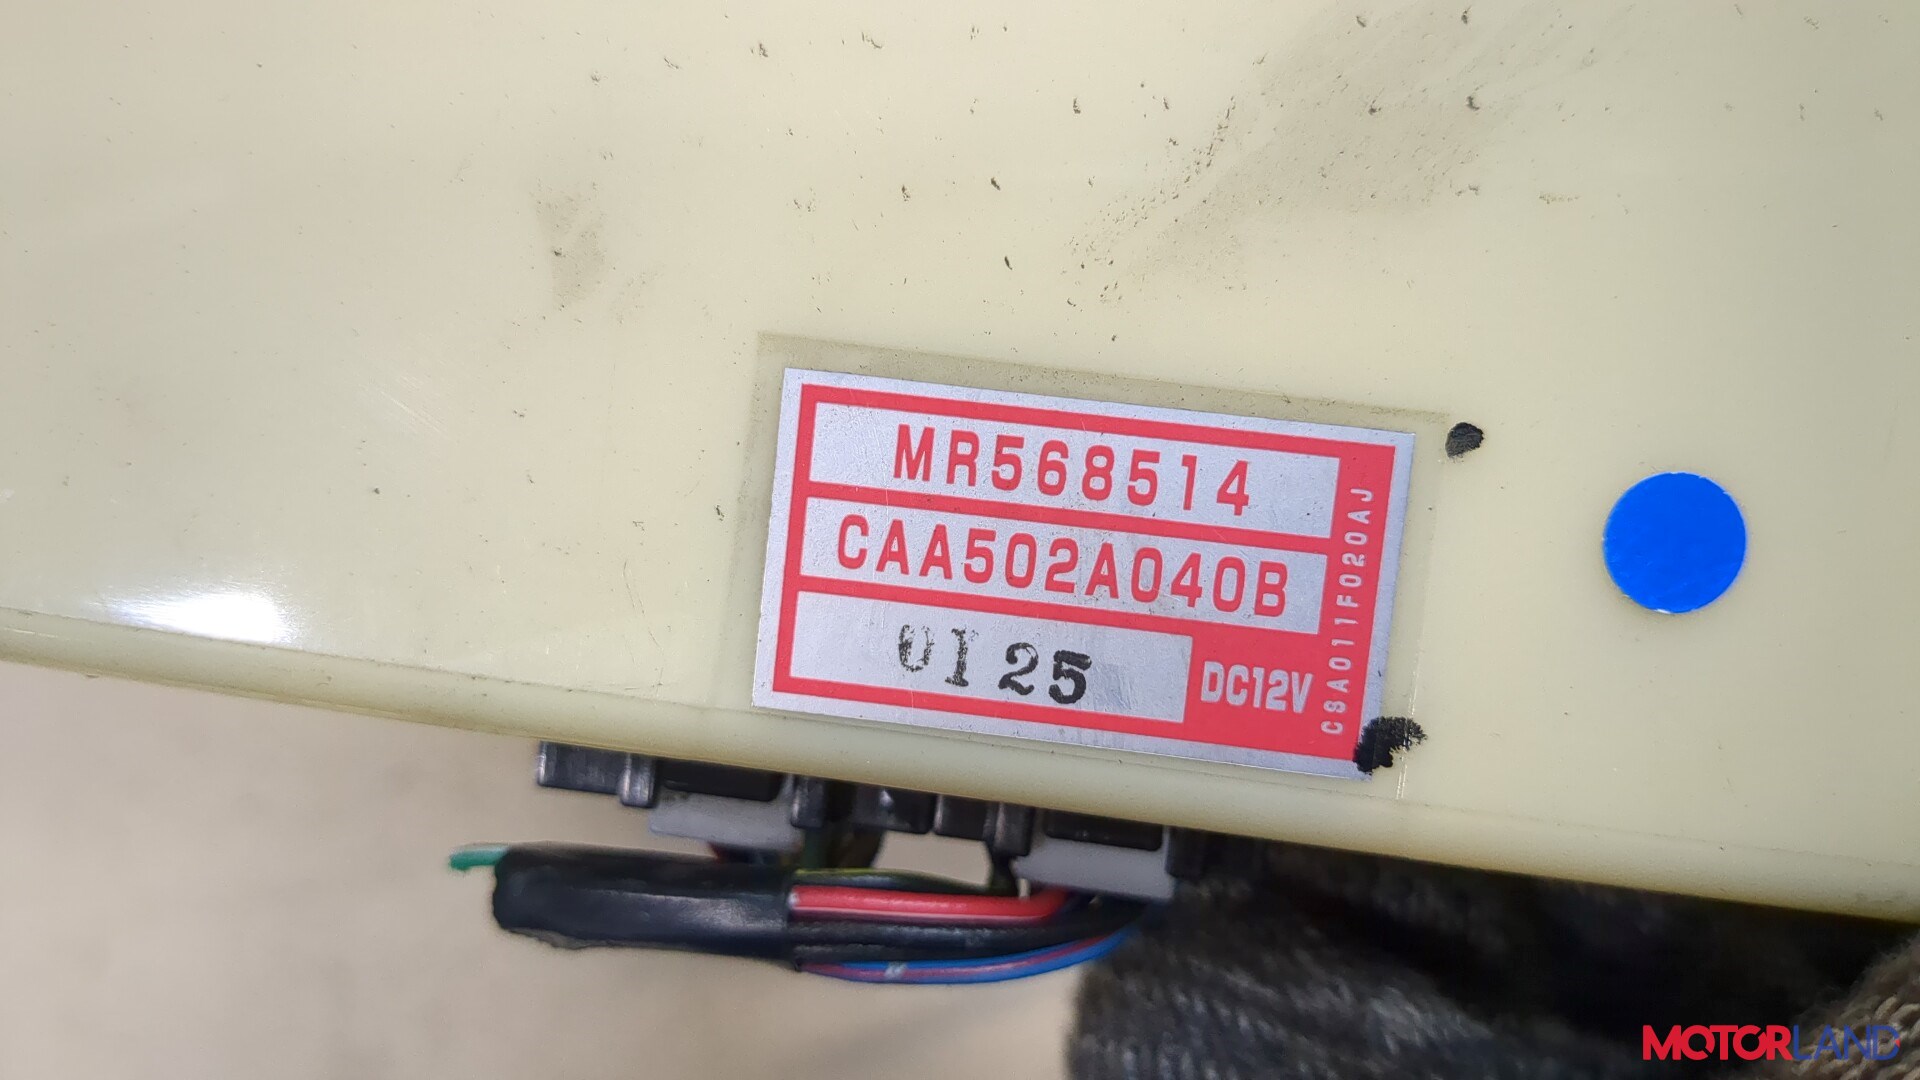 MR568514
CAA502A040B
0125
DC12V
CSA011F020AJ
MOTORLAND